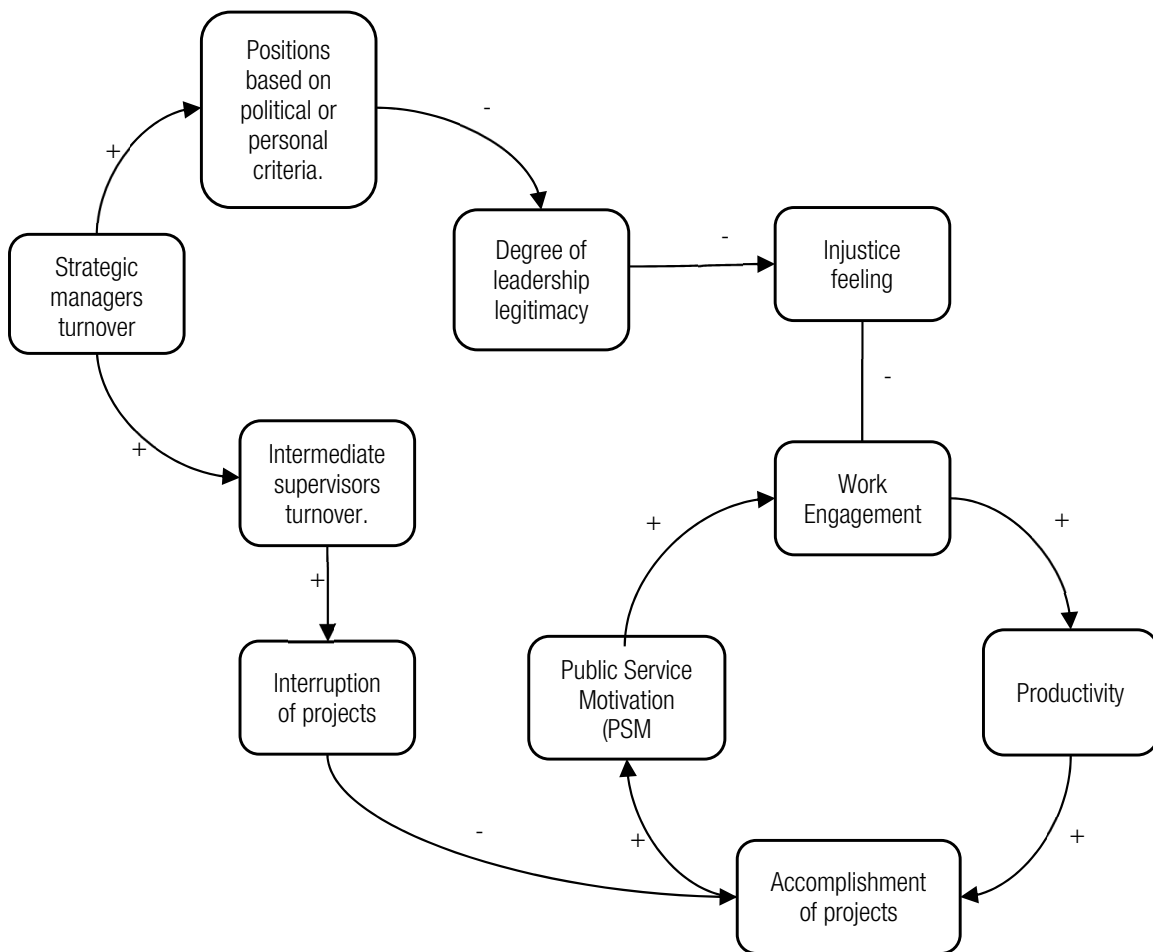 Positions
based on
political or
personal
criteria.
-
+
Degree of
leadership
legitimacy
-
Injustice
feeling
Strategic
managers
turnover
-
+
Intermediate
supervisors
turnover.
Work
Engagement
+
+
+
Public Service
Motivation
(PSM
Interruption
of projects
Productivity
-
+
+
Accomplishment
of projects